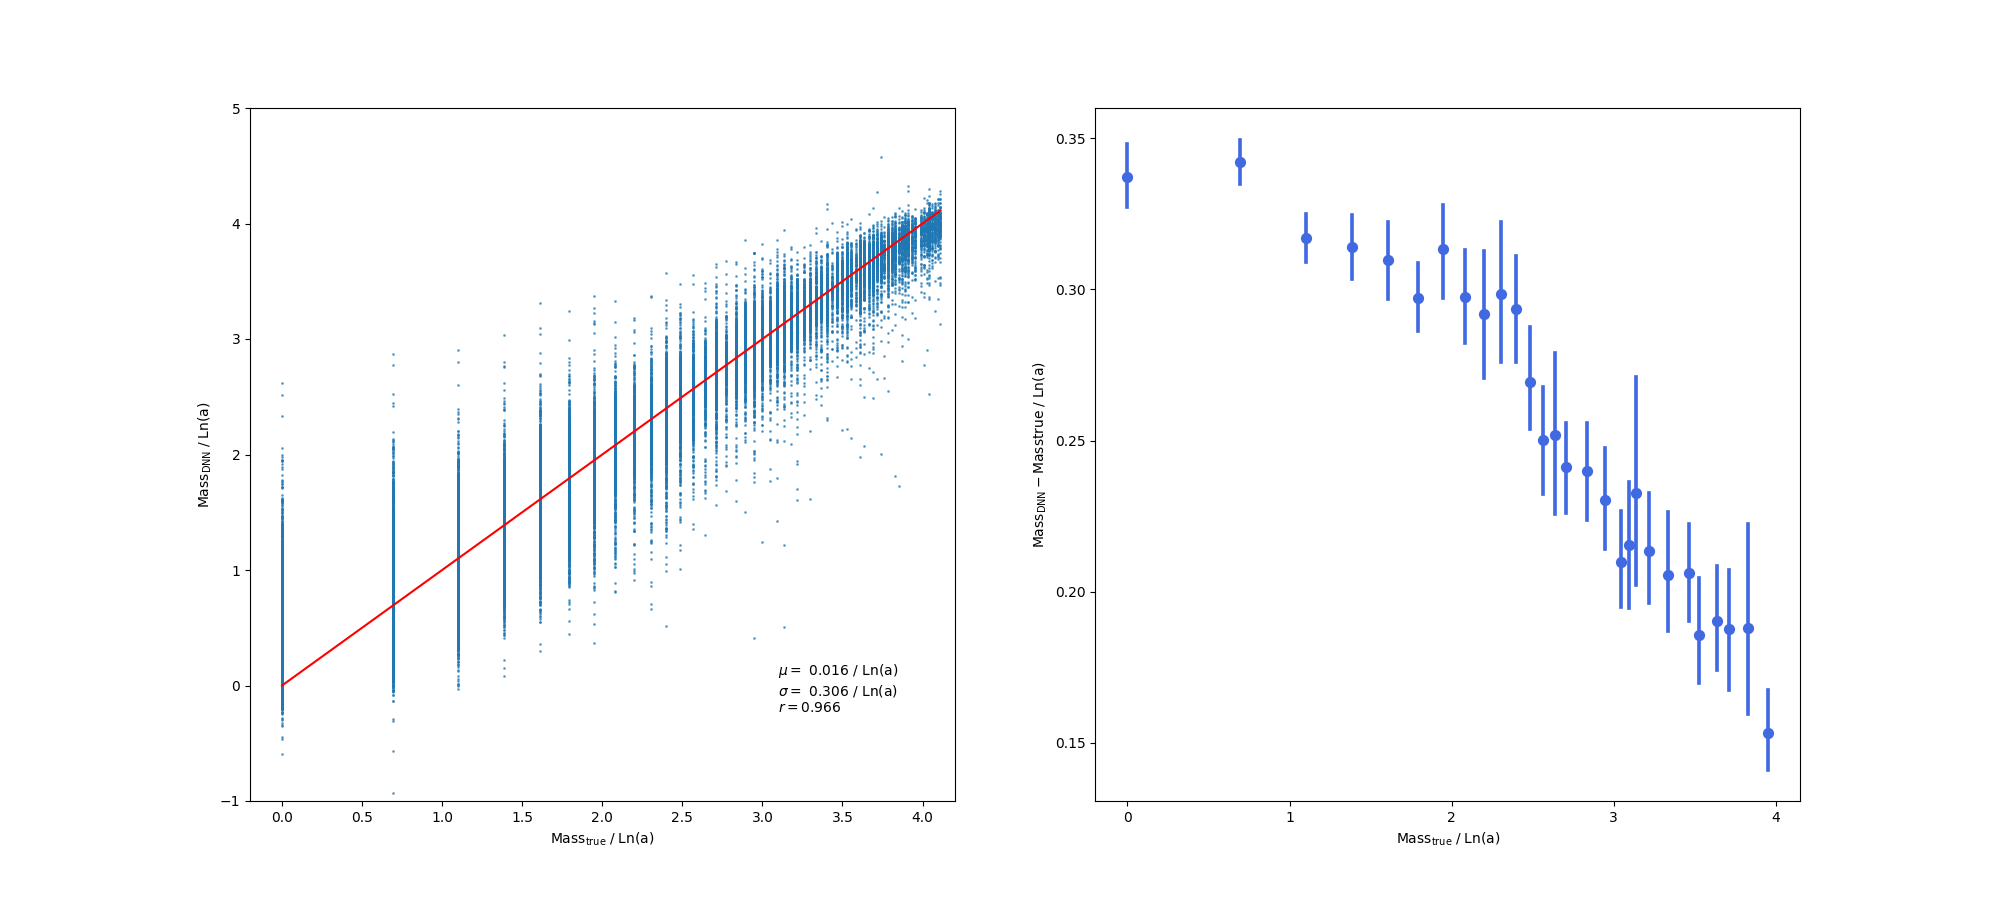 5
4
3
2
1
0
−1
0.0 0.5 1.0 1.5 2.0 2.5 3.0 3.5 4.0
Mass_true / Ln(a)
Mass_DNN / Ln(a)
μ = 0.016 / Ln(a)
σ = 0.306 / Ln(a)
r = 0.966
0.35
0.30
0.25
0.20
0.15
0 1 2 3 4
Mass_true / Ln(a)
Mass_DNN − Masstrue / Ln(a)